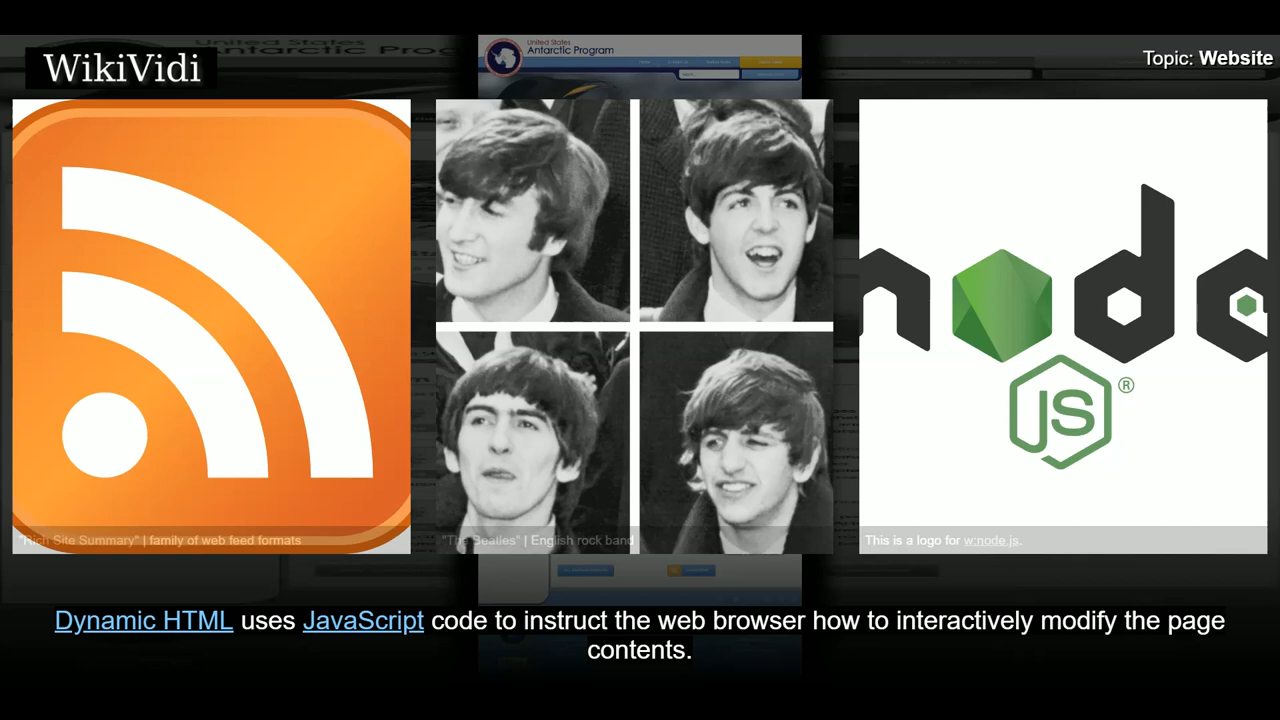 United States
Antarctic Program
WikiVidi
Topic: Website
node
JS®
"Rich Site Summary" | family of web feed formats
"The Beatles" | English rock band
This is a logo for w:node.js.
Dynamic HTML uses JavaScript code to instruct the web browser how to interactively modify the page
contents.